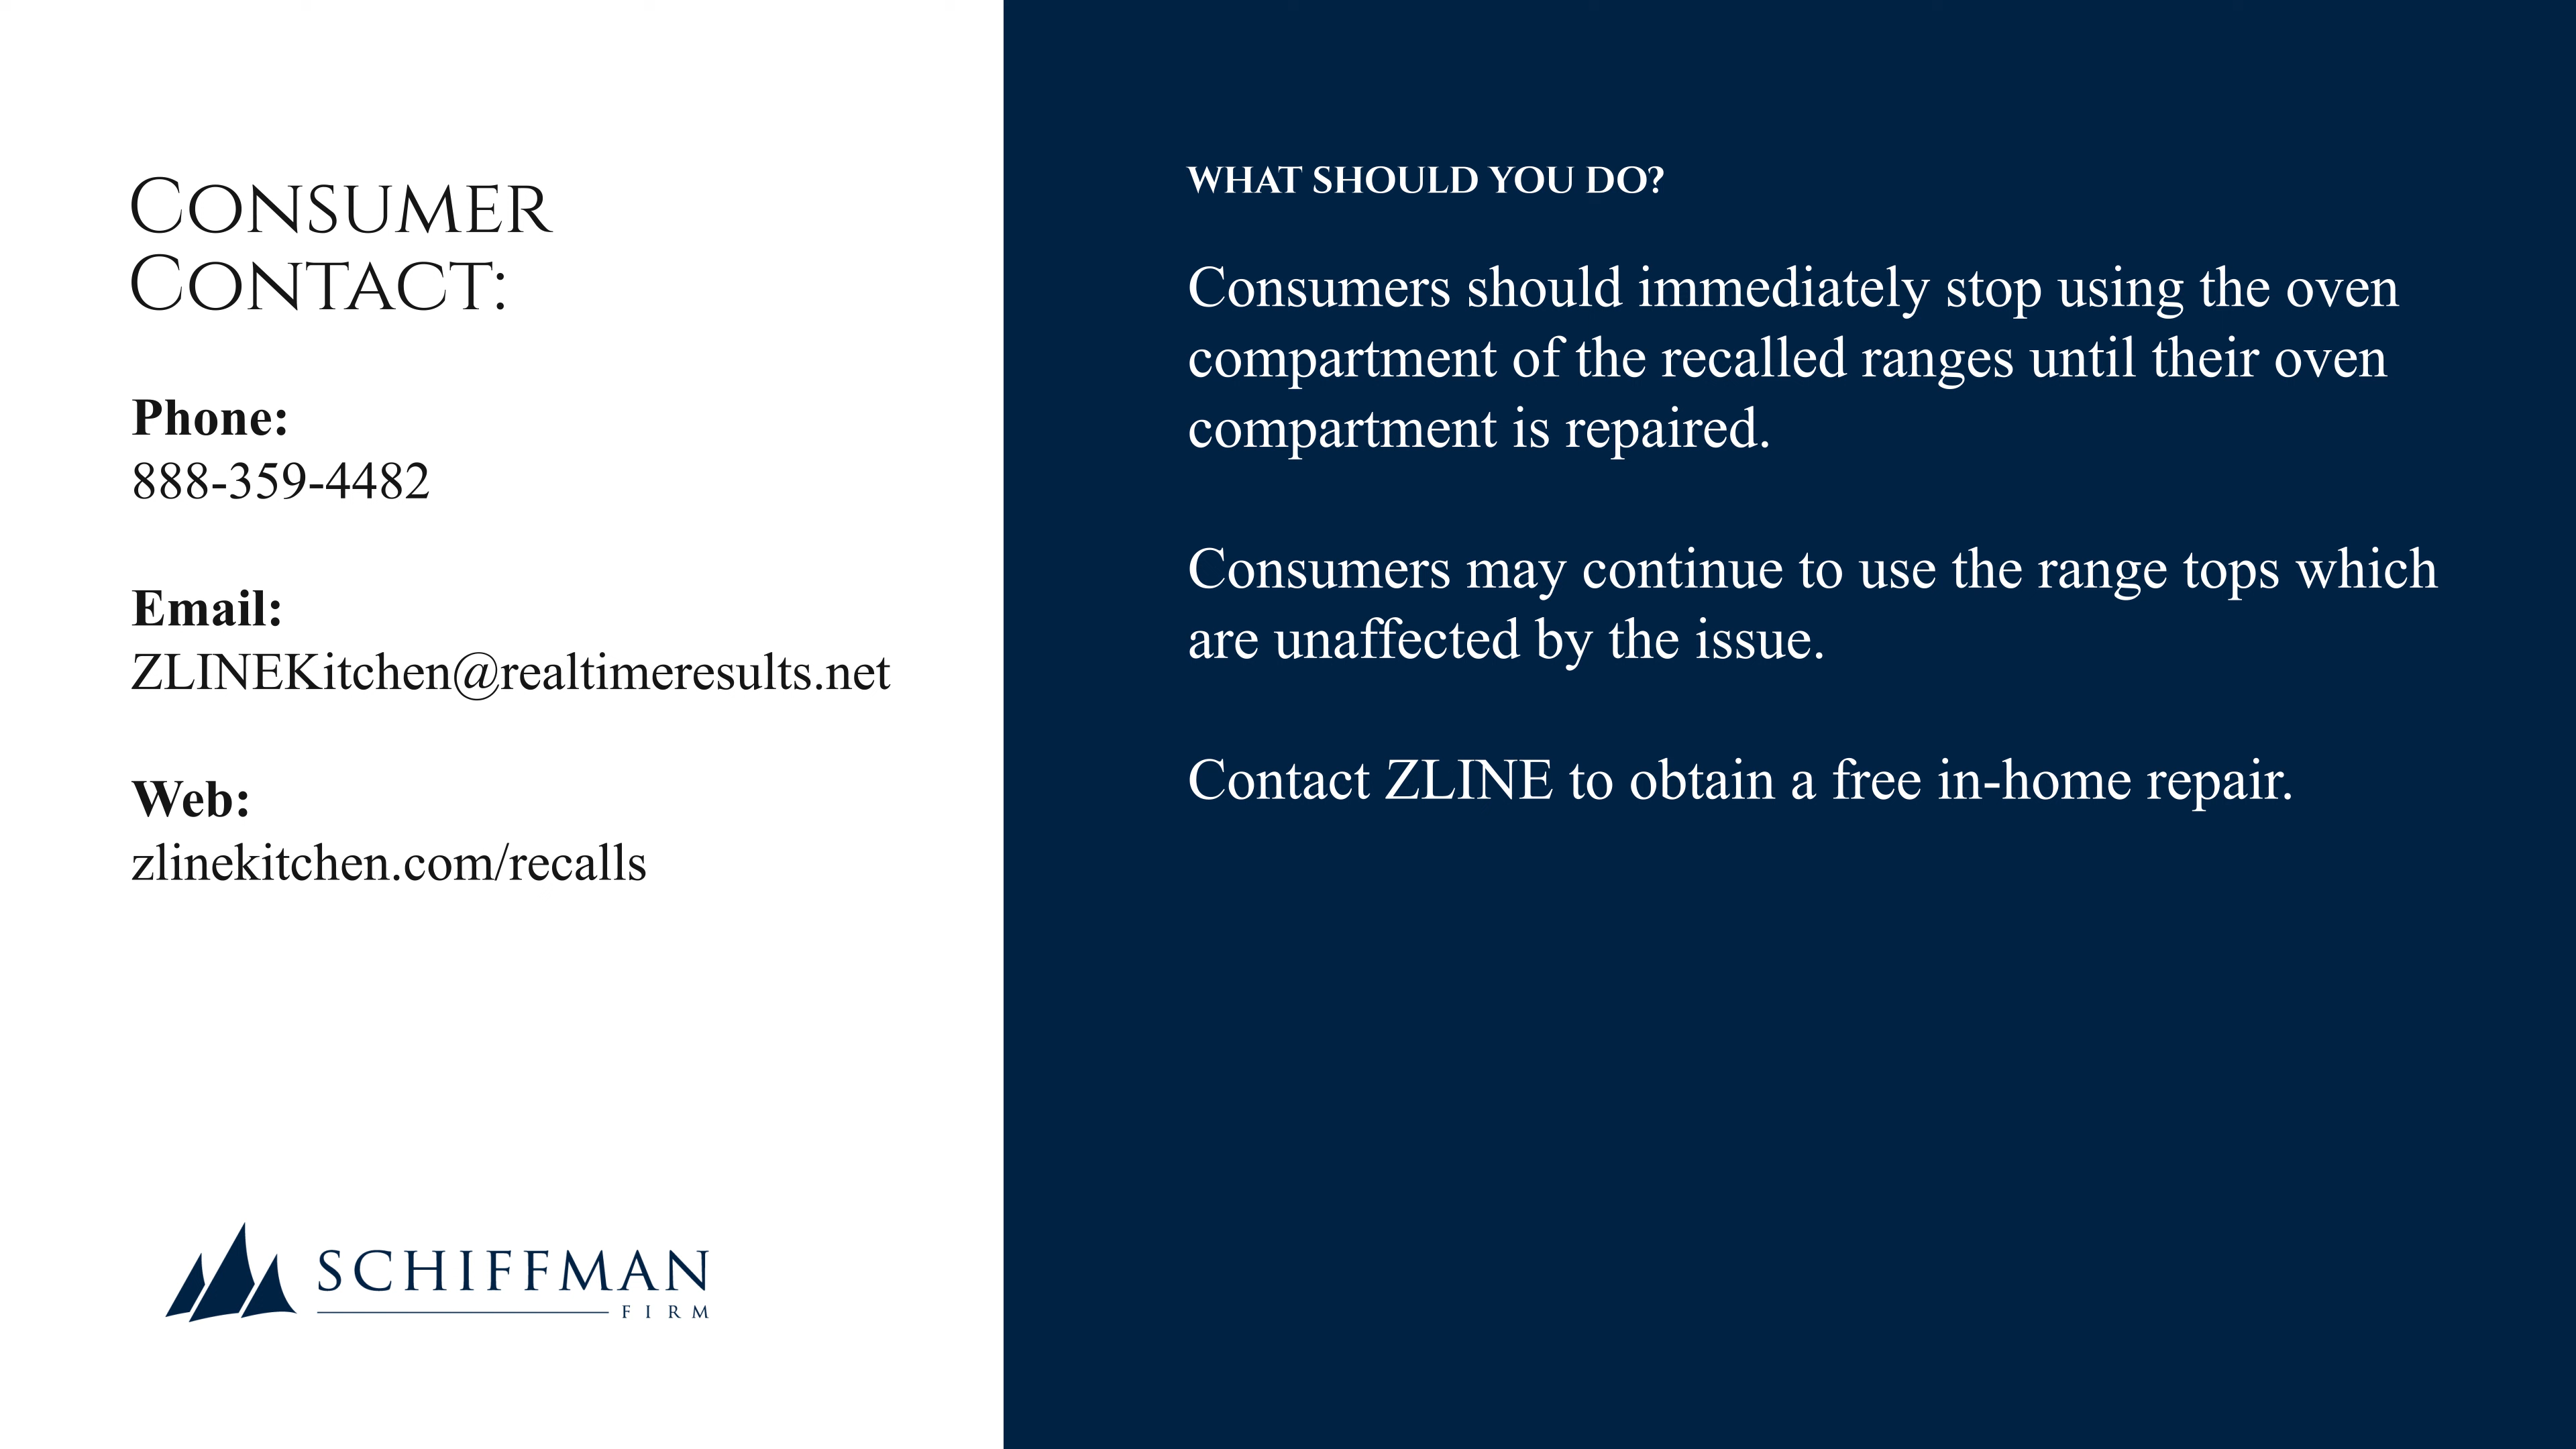 Consumer
Contact:
Phone:
888-359-4482
Email:
ZLINEKitchen@realtimeresults.net
Web:
zlinekitchen.com/recalls
SCHIFFMAN
FIRM
WHAT SHOULD YOU DO?
Consumers should immediately stop using the oven
compartment of the recalled ranges until their oven
compartment is repaired.
Consumers may continue to use the range tops which
are unaffected by the issue.
Contact ZLINE to obtain a free in-home repair.